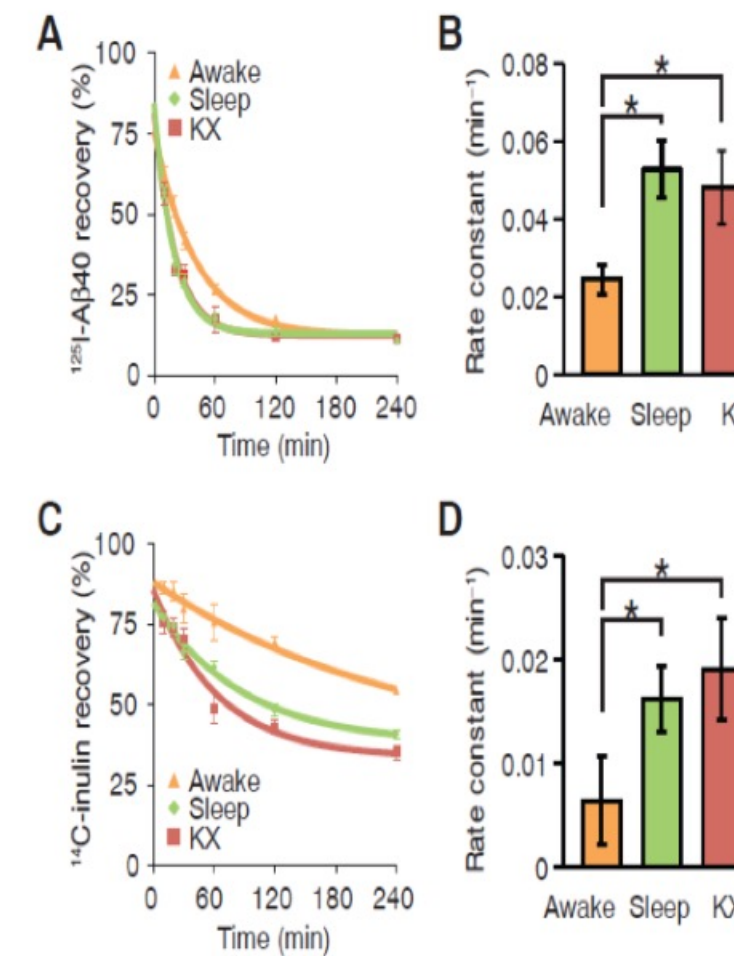 A
100
75
50
25
0
¹²⁵I-Aβ40 recovery (%)
Awake
Sleep
KX
0 60 120 180 240
Time (min)
B
0.08
0.06
0.04
0.02
0
Rate constant (min⁻¹)
*
*
Awake Sleep K
C
100
75
50
25
0
¹⁴C-inulin recovery (%)
Awake
Sleep
KX
0 60 120 180 240
Time (min)
D
0.03
0.02
0.01
0
Rate constant (min⁻¹)
*
*
Awake Sleep KX